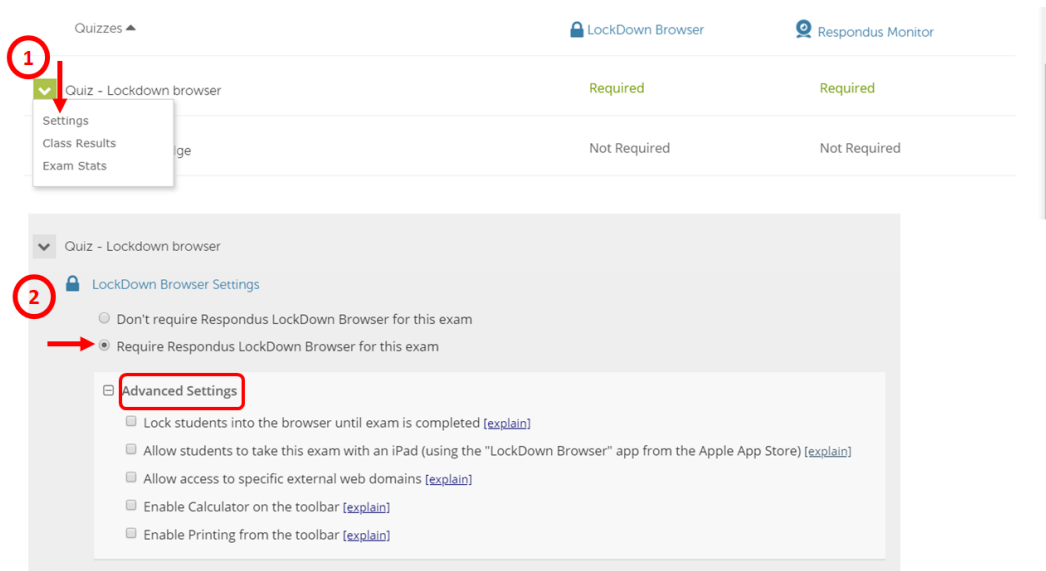 Quizzes LockDown Browser Respondus Monitor
1
Quiz - Lockdown browser Required Required
Settings
Class Results
ge Not Required Not Required
Exam Stats
Quiz - Lockdown browser
2
LockDown Browser Settings
Don't require Respondus LockDown Browser for this exam
Require Respondus LockDown Browser for this exam
Advanced Settings
Lock students into the browser until exam is completed [explain]
Allow students to take this exam with an iPad (using the "LockDown Browser" app from the Apple App Store) [explain]
Allow access to specific external web domains [explain]
Enable Calculator on the toolbar [explain]
Enable Printing from the toolbar [explain]